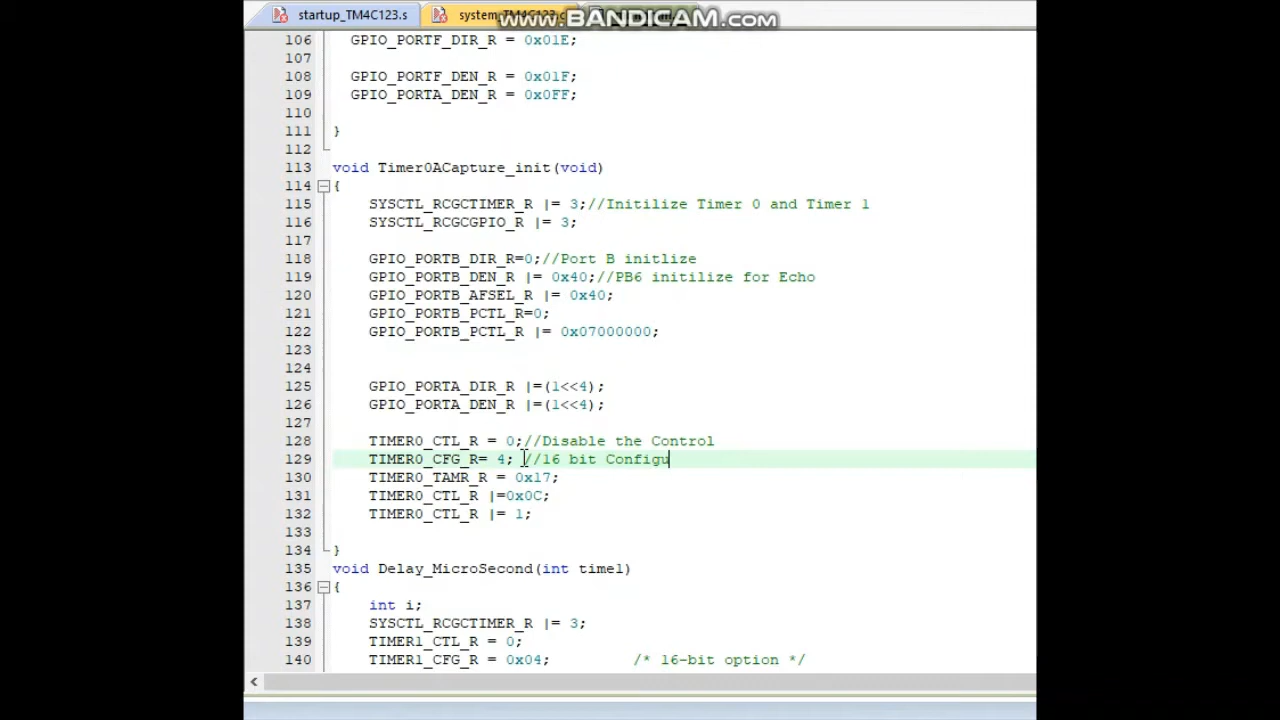 startup_TM4C123.s
system_TM4C123.c
www.BANDICAM.com
106 GPIO_PORTF_DIR_R = 0x01E;
107
108 GPIO_PORTF_DEN_R = 0x01F;
109 GPIO_PORTA_DEN_R = 0x0FF;
110
111 }
112
113 void Timer0ACapture_init(void)
114 {
115 SYSCTL_RCGCTIMER_R |= 3;//Initilize Timer 0 and Timer 1
116 SYSCTL_RCGCGPIO_R |= 3;
117
118 GPIO_PORTB_DIR_R=0;//Port B initlize
119 GPIO_PORTB_DEN_R |= 0x40;//PB6 initilize for Echo
120 GPIO_PORTB_AFSEL_R |= 0x40;
121 GPIO_PORTB_PCTL_R=0;
122 GPIO_PORTB_PCTL_R |= 0x07000000;
123
124
125 GPIO_PORTA_DIR_R |=(1<<4);
126 GPIO_PORTA_DEN_R |=(1<<4);
127
128 TIMER0_CTL_R = 0;//Disable the Control
129 TIMER0_CFG_R= 4; //16 bit Configu
130 TIMER0_TAMR_R = 0x17;
131 TIMER0_CTL_R |=0x0C;
132 TIMER0_CTL_R |= 1;
133
134 }
135 void Delay_MicroSecond(int time1)
136 {
137 int i;
138 SYSCTL_RCGCTIMER_R |= 3;
139 TIMER1_CTL_R = 0;
140 TIMER1_CFG_R = 0x04; /* 16-bit option */